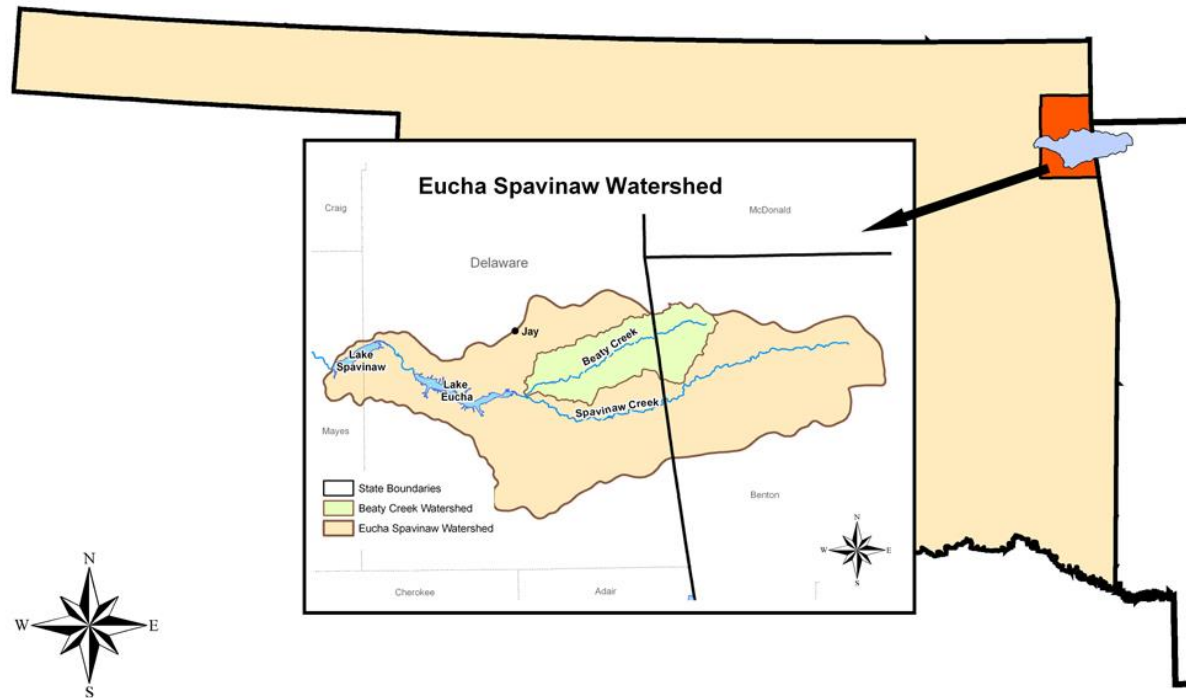 Eucha Spavinaw Watershed
Craig
McDonald
Delaware
Jay
Beaty Creek
Lake
Spavinaw
Lake
Eucha
Spavinaw Creek
Mayes
State Boundaries
Beaty Creek Watershed
Eucha Spavinaw Watershed
Benton
N
W
E
S
Cherokee
Adair
N
W
E
S